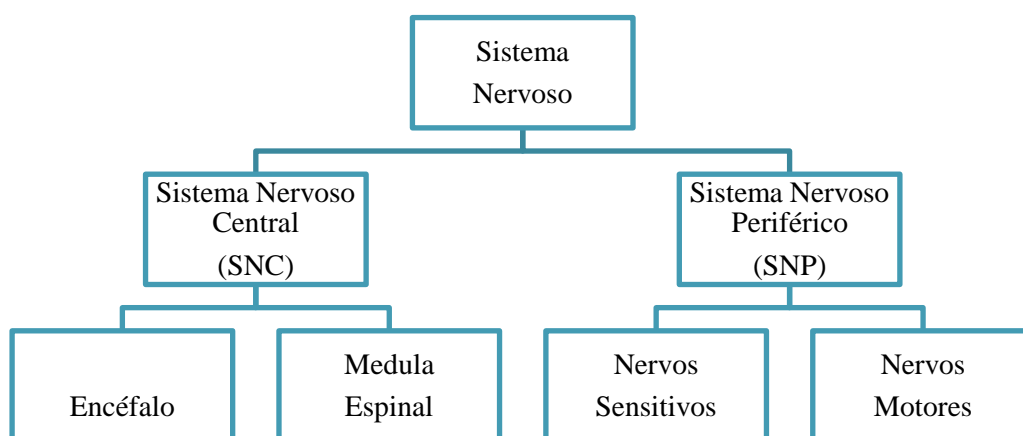 Sistema
Nervoso
Sistema Nervoso
Central
(SNC)
Sistema Nervoso
Periférico
(SNP)
Encéfalo
Medula
Espinal
Nervos
Sensitivos
Nervos
Motores